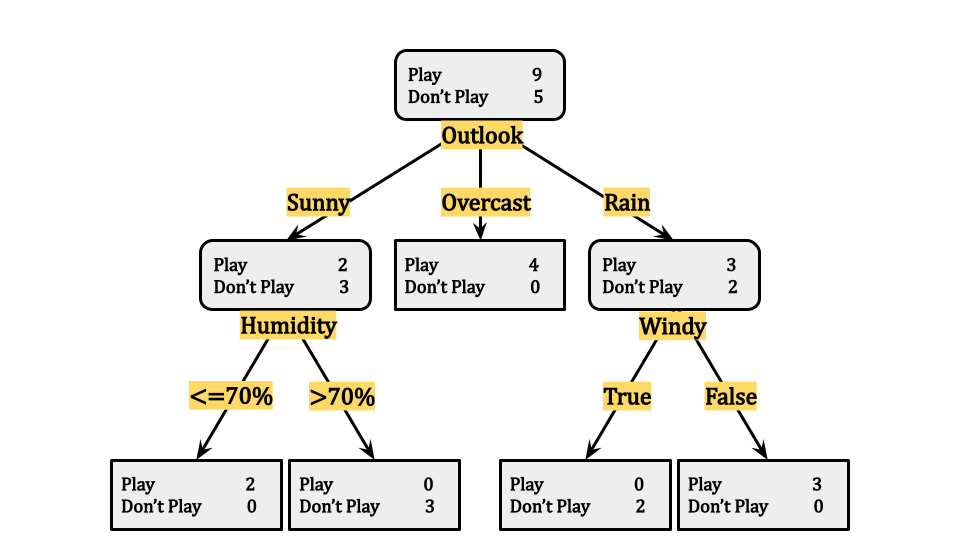 Play 9
Don't Play 5
Outlook
Sunny
Overcast
Rain
Play 2
Don't Play 3
Play 4
Don't Play 0
Play 3
Don't Play 2
Humidity
Windy
<=70%
>70%
True
False
Play 2
Don't Play 0
Play 0
Don't Play 3
Play 0
Don't Play 2
Play 3
Don't Play 0